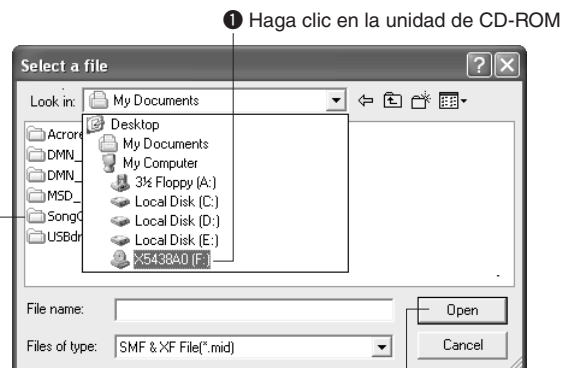 ❶ Haga clic en la unidad de CD-ROM
Select a file
Look in: My Documents
Desktop
My Documents
My Computer
3½ Floppy (A:)
Local Disk (C:)
Local Disk (D:)
Local Disk (E:)
X5438A0 (F:)
Acrore
DMN_
DMN_
MSD_
SongC
USBdr
File name:
Open
Files of type: SMF & XF File(*.mid)
Cancel